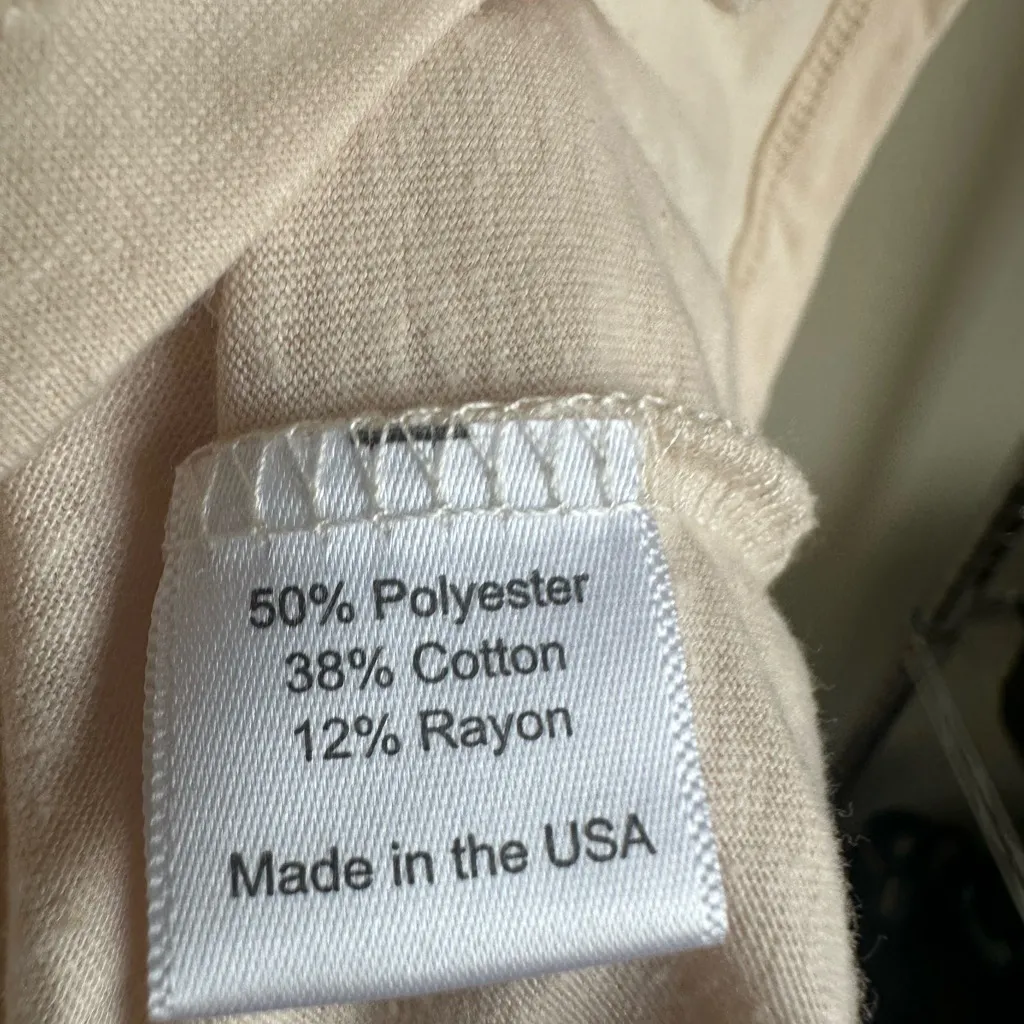 50% Polyester
38% Cotton
12% Rayon
Made in the USA